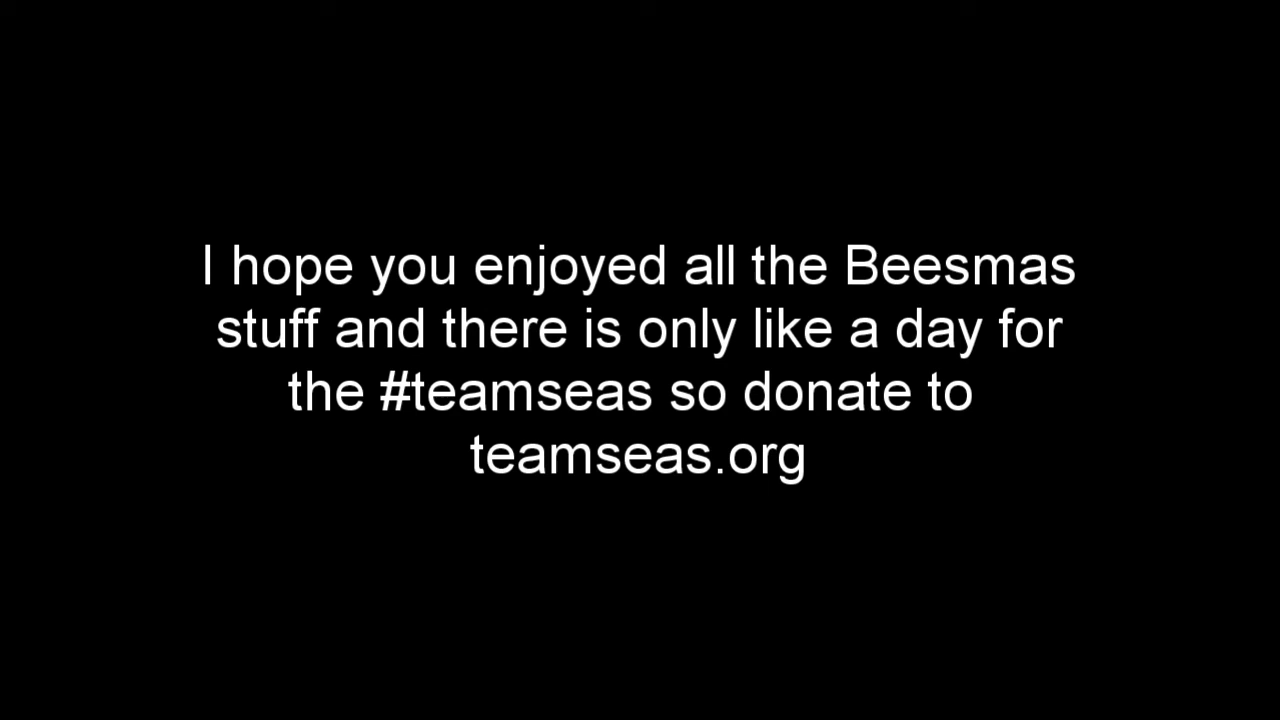 I hope you enjoyed all the Beesmas
stuff and there is only like a day for
the #teamseas so donate to
teamseas.org